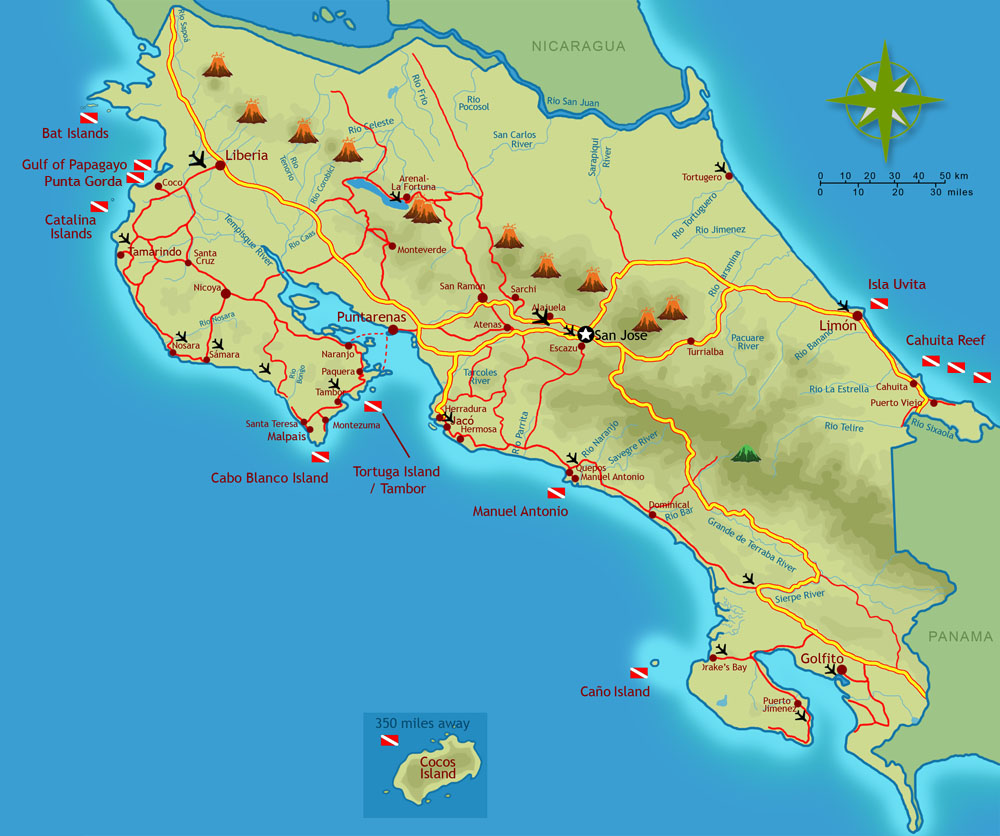 NICARAGUA
Rio Sapoá
Rio Frio
Rio
Pocosol
Rio San Juan
Bat Islands
Rio Celeste
San Carlos
River
Sarapiqui
River
Gulf of Papagayo
Punta Gorda
Liberia
Rio
Tenorio
Rio Corobici
Coco
Arenal-
La Fortuna
Tortugero
0 10 20 30 40 50 km
0 10 20 30 miles
Catalina
Islands
Tempisque River
Rio Caas
Rio Tortuguero
Rio Jimenez
Tamarindo
Santa
Cruz
Monteverde
Nicoya
San Ramon
Sarchi
Alajuela
Isla Uvita
Rio Nosara
Puntarenas
Atenas
San Jose
Limón
Nosara
Sámara
Naranjo
Escazu
Turrialba
Pacuare
River
Rio Banano
Cahuita Reef
Rio
Bongo
Paquera
Tarcoles
River
Tambor
Rio La Estrella
Cahuita
Puerto Viejo
Santa Teresa
Malpais
Montezuma
Herradura
Jacó
Hermosa
Rio Parrita
Rio Naranjo
Savegre River
Rio Telire
Rio Sixaola
Cabo Blanco Island
Tortuga Island
/ Tambor
Quepos
Manuel Antonio
Manuel Antonio
Dominical
Rio Bar
Grande de Terraba River
Sierpe River
PANAMA
Drake's Bay
Golfito
Caño Island
Puerto
Jimenez
350 miles away
Cocos
Island